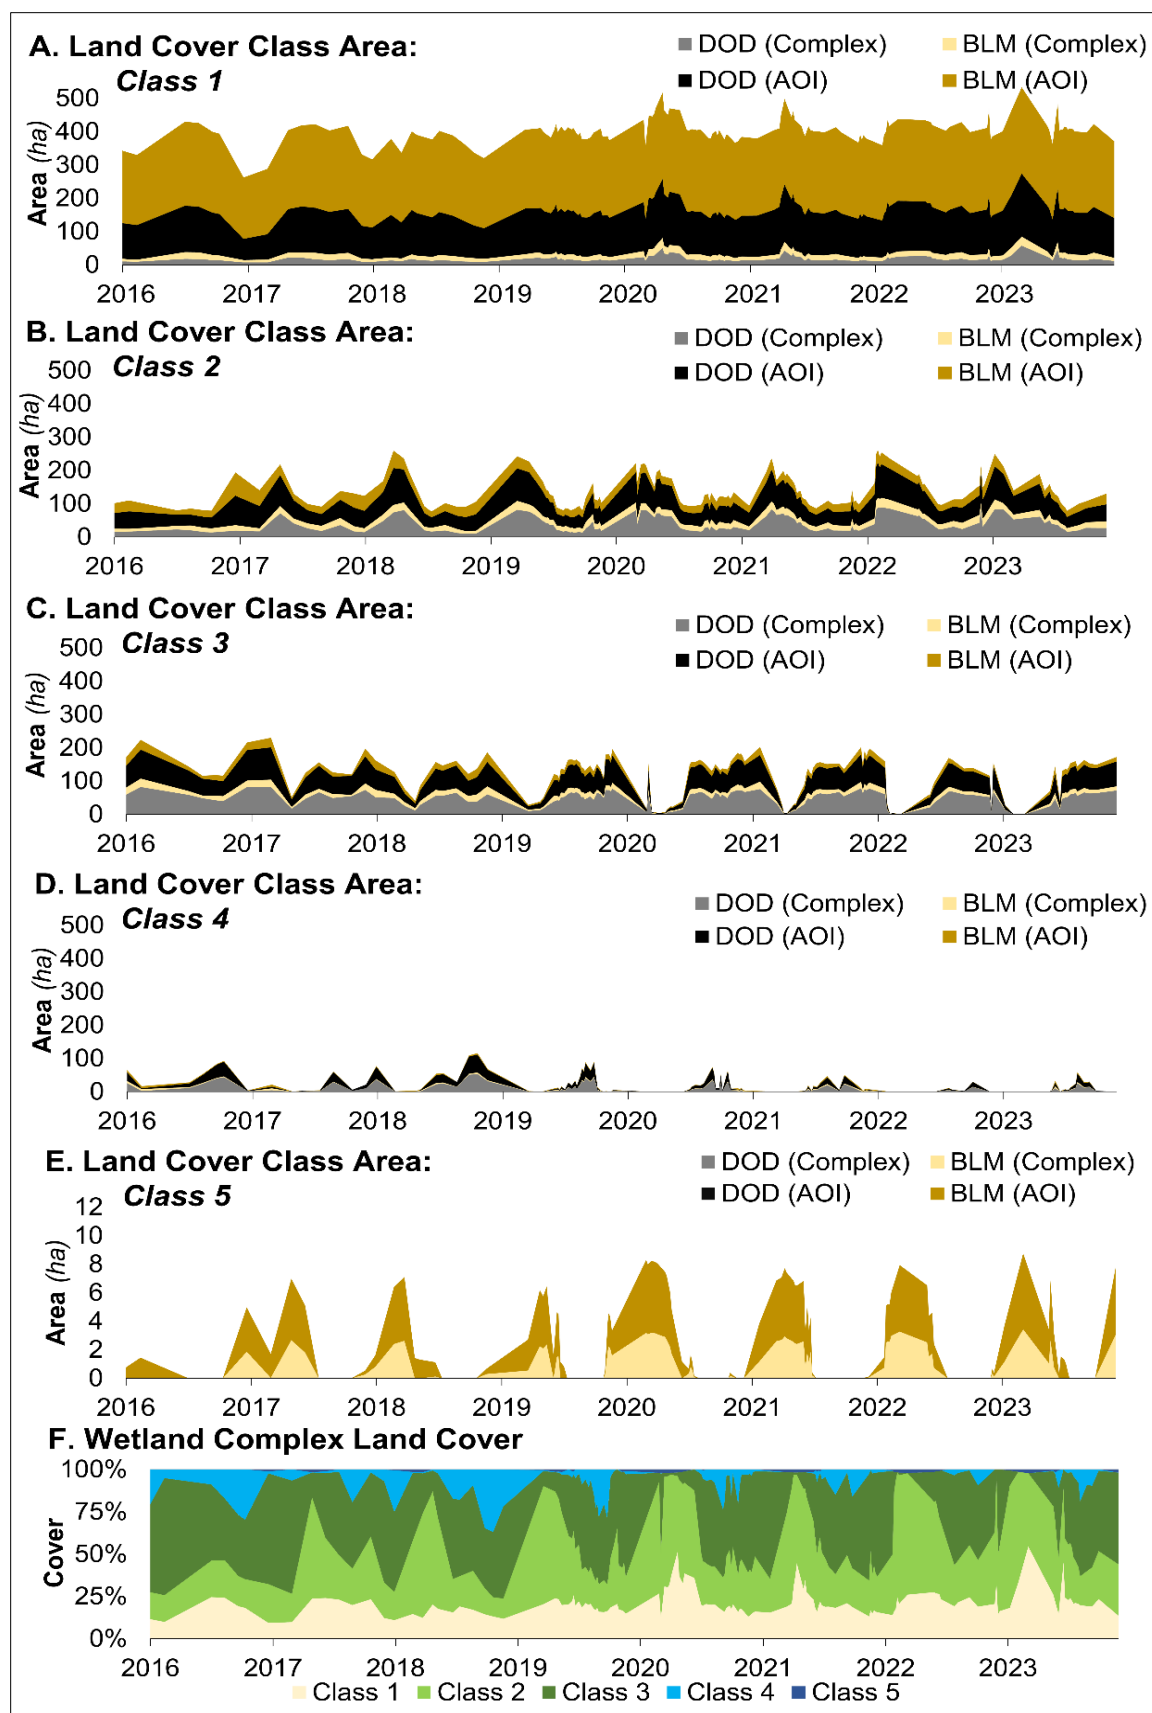 A. Land Cover Class Area:
Class 1
DOD (Complex) BLM (Complex)
DOD (AOI) BLM (AOI)
Area (ha)
500
400
300
200
100
0
2016 2017 2018 2019 2020 2021 2022 2023
B. Land Cover Class Area:
Class 2
DOD (Complex) BLM (Complex)
DOD (AOI) BLM (AOI)
Area (ha)
500
400
300
200
100
0
2016 2017 2018 2019 2020 2021 2022 2023
C. Land Cover Class Area:
Class 3
DOD (Complex) BLM (Complex)
DOD (AOI) BLM (AOI)
Area (ha)
500
400
300
200
100
0
2016 2017 2018 2019 2020 2021 2022 2023
D. Land Cover Class Area:
Class 4
DOD (Complex) BLM (Complex)
DOD (AOI) BLM (AOI)
Area (ha)
500
400
300
200
100
0
2016 2017 2018 2019 2020 2021 2022 2023
E. Land Cover Class Area:
Class 5
DOD (Complex) BLM (Complex)
DOD (AOI) BLM (AOI)
Area (ha)
12
10
8
6
4
2
0
2016 2017 2018 2019 2020 2021 2022 2023
F. Wetland Complex Land Cover
Cover
100%
75%
50%
25%
0%
2016 2017 2018 2019 2020 2021 2022 2023
Class 1 Class 2 Class 3 Class 4 Class 5